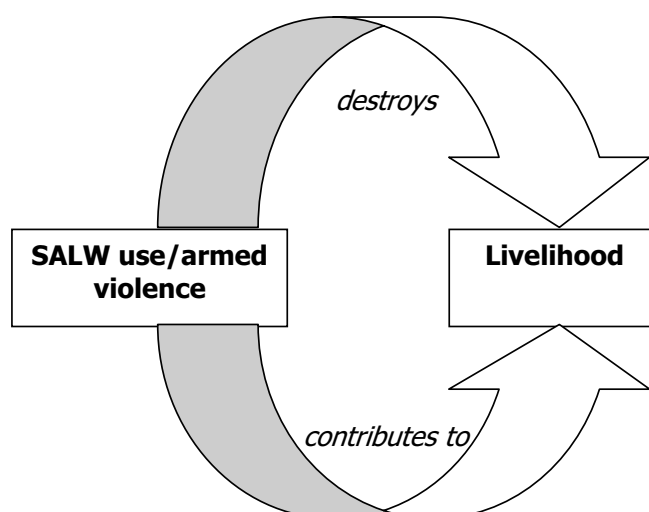 destroys
SALW use/armed
violence
Livelihood
contributes to